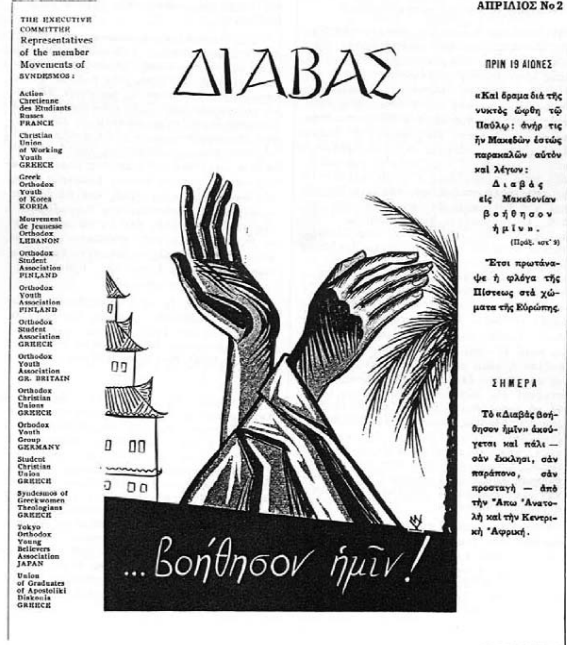 THE EXECUTIVE
COMMITTEE
Representatives
of the member
Movements of
SYNDESMOS :
Action
Chretienne
des Etudiants
Russes
FRANCE
Christian
Union
of Working
Youth
GREECE
Greek
Orthodox
Youth
of Korea
KOREA
Mouvement
de Jeunesse
Orthodox
LEBANON
Orthodox
Student
Association
FINLAND
Orthodox
Youth
Association
FINLAND
Orthodox
Student
Association
GREECE
Orthodox
Youth
Association
GR. BRITAIN
Orthodox
Christian
Unions
GREECE
Orhodox
Youth
Group
GERMANY
Student
Christian
Union
GREECE
Syndesmos of
Greekwomen
Theologians
GREECE
Tokyo
Orthodox
Young
Believers
Association
JAPAN
Union
of Graduates
of Apostoliki
Diakonia
GREECE
ΔΙΑΒΑΣ
...βοήθησον ἡμῖν!
ΑΠΡΙΛΙΟΣ Νο 2
ΠΡΙΝ 19 ΑΙΩΝΕΣ
«Καὶ ὅραμα διὰ τῆς
νυκτὸς ὤφθη τῷ
Παύλῳ: ἀνήρ τις
ἦν Μακεδὼν ἑστὼς
παρακαλῶν αὐτὸν
καὶ λέγων:
Διαβὰς
εἰς Μακεδονίαν
βοήθησον
ἡμῖν».
(Πράξ. ιστ' 9)
Ἔτσι πρωτάνα-
ψε ἡ φλόγα τῆς
Πίστεως στὰ χώ-
ματα τῆς Εὐρώπης.
ΣΗΜΕΡΑ
Τὸ «Διαβὰς βοή-
θησον ἡμῖν» ἀκού-
γεται καὶ πάλι —
σὰν ἔκκλησι, σὰν
παράπονο, σὰν
προσταγὴ — ἀπὸ
τὴν Ἄπω Ἀνατο-
λὴ καὶ τὴν Κεντρι-
κὴ Ἀφρική.